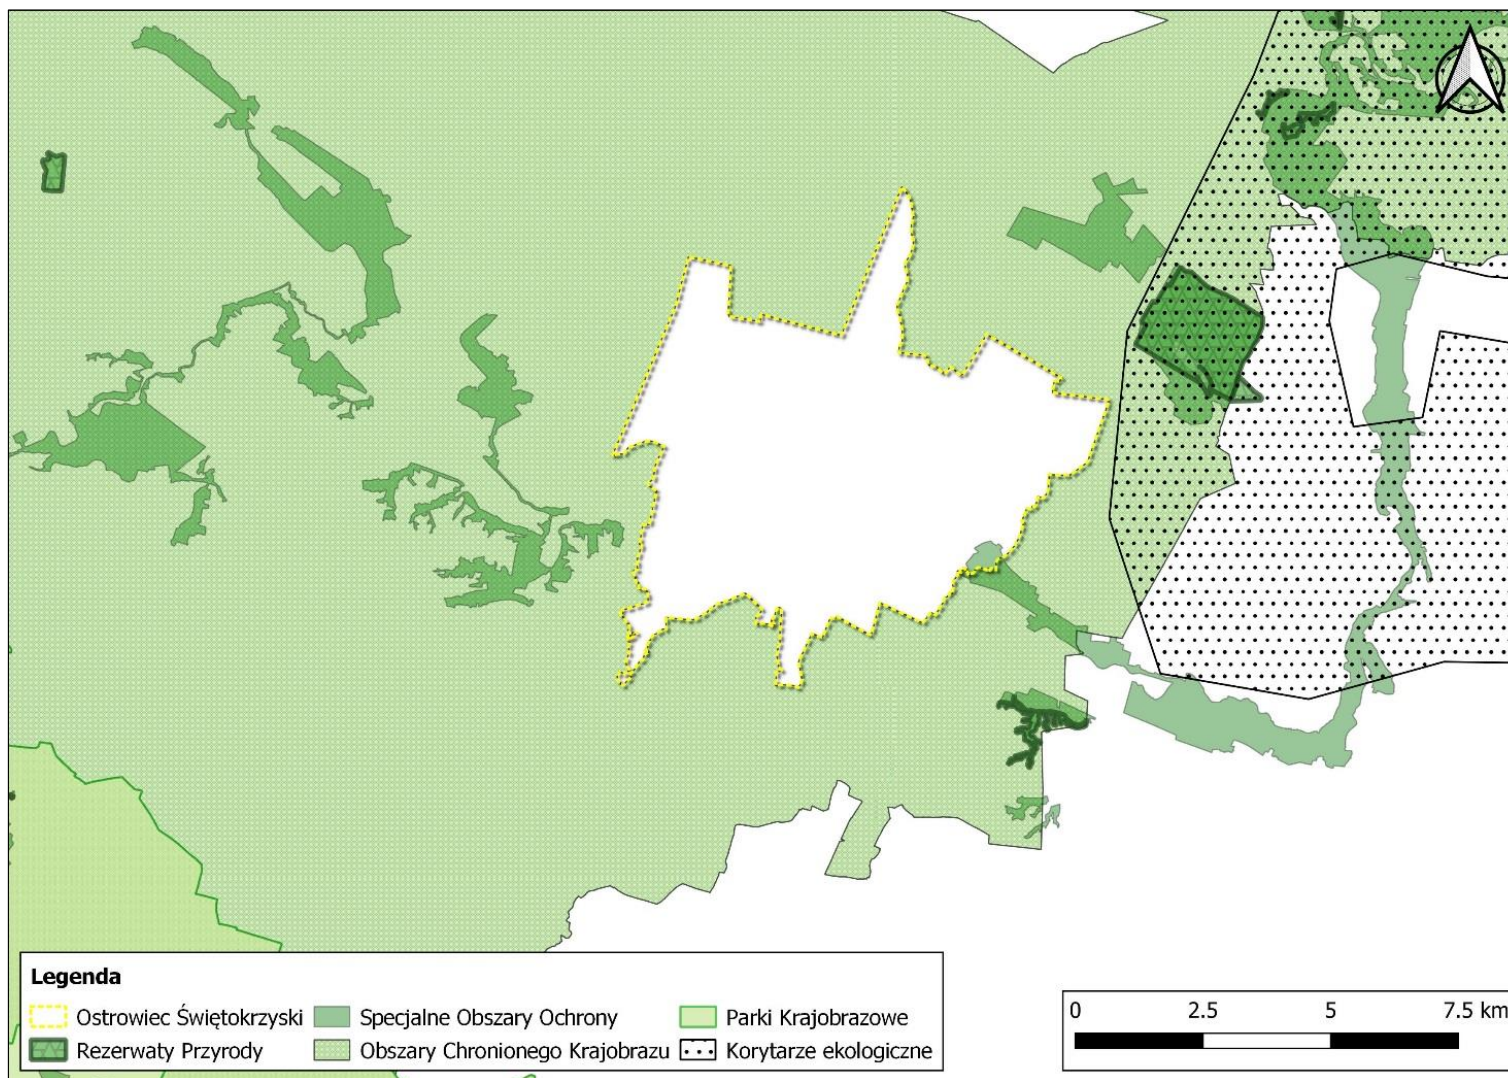 Legenda
Ostrowiec Świętokrzyski Specjalne Obszary Ochrony Parki Krajobrazowe
Rezerwaty Przyrody Obszary Chronionego Krajobrazu Korytarze ekologiczne
0 2.5 5 7.5 km